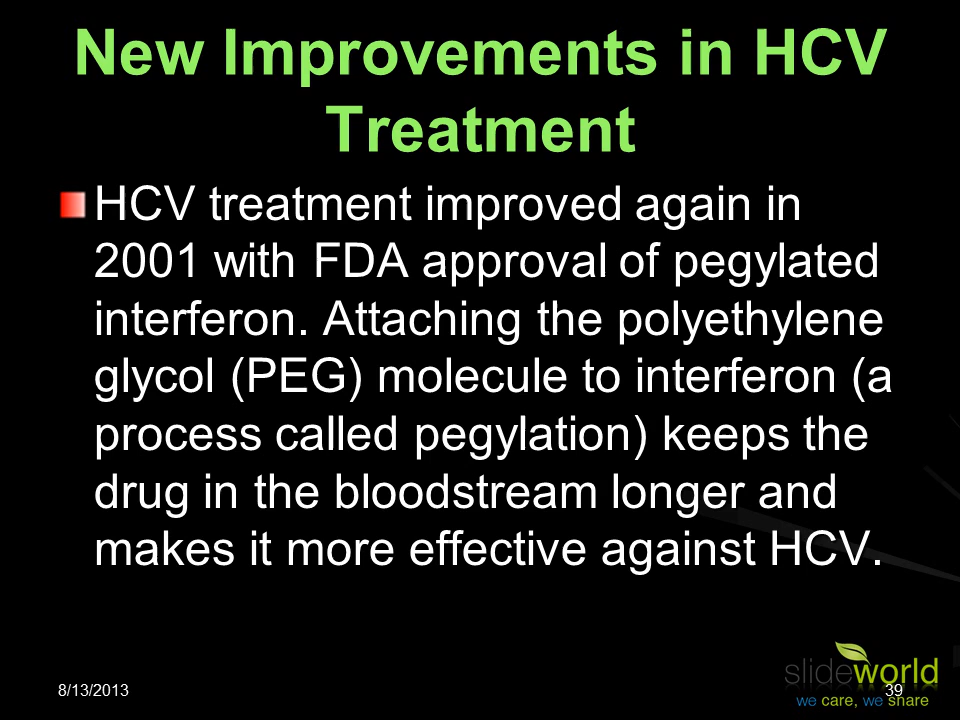 New Improvements in HCV
Treatment
HCV treatment improved again in
2001 with FDA approval of pegylated
interferon. Attaching the polyethylene
glycol (PEG) molecule to interferon (a
process called pegylation) keeps the
drug in the bloodstream longer and
makes it more effective against HCV.
8/13/2013
slideworld
39
we care, we share